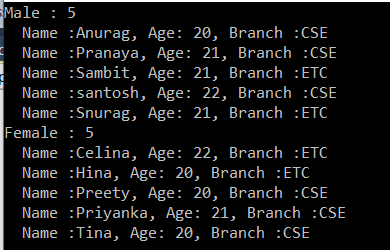 Male : 5
Name :Anurag, Age: 20, Branch :CSE
Name :Pranaya, Age: 21, Branch :CSE
Name :Sambit, Age: 21, Branch :ETC
Name :santosh, Age: 22, Branch :CSE
Name :Snurag, Age: 21, Branch :ETC
Female : 5
Name :Celina, Age: 22, Branch :ETC
Name :Hina, Age: 20, Branch :ETC
Name :Preety, Age: 20, Branch :CSE
Name :Priyanka, Age: 21, Branch :CSE
Name :Tina, Age: 20, Branch :CSE